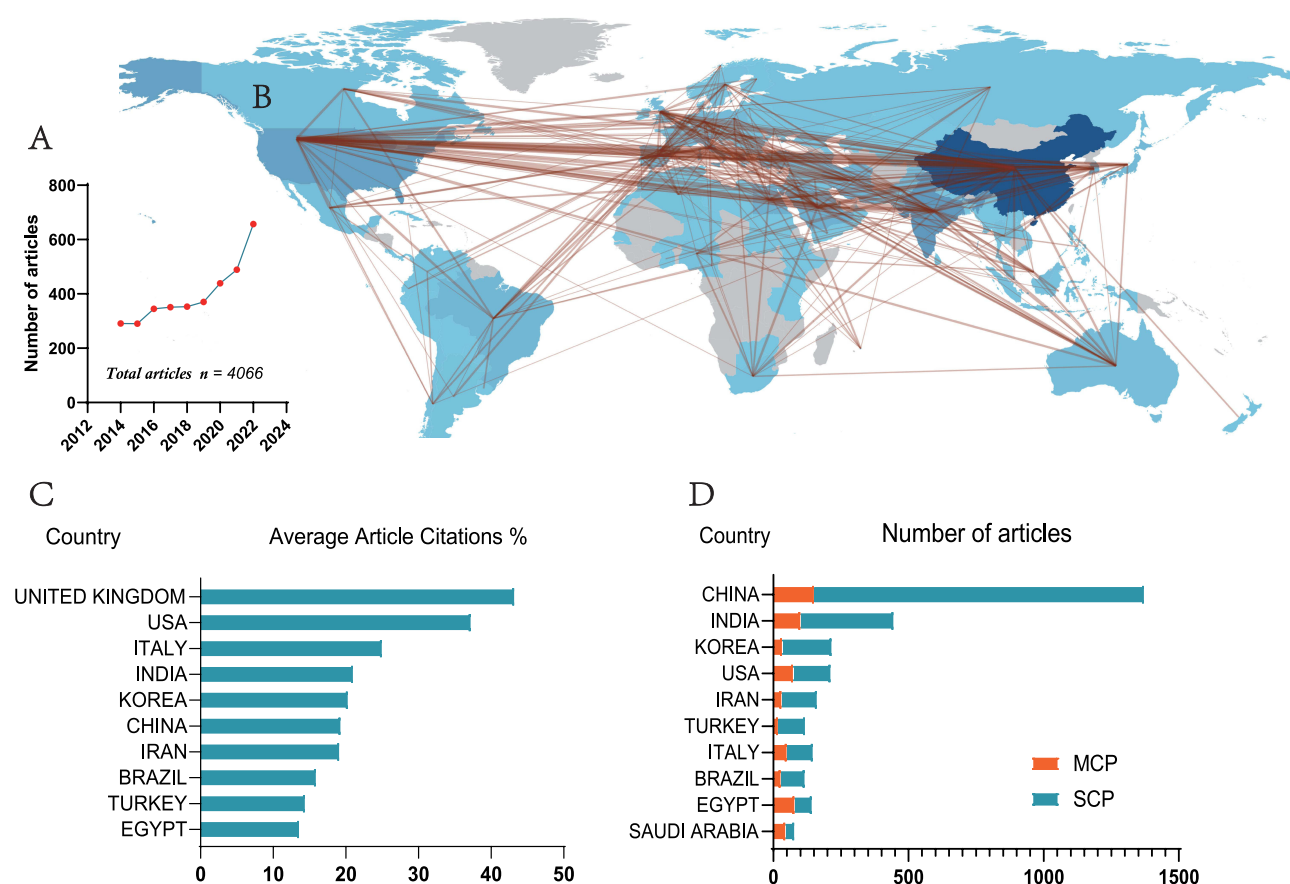 B
A
Number of articles
800
600
400
200
0
Total articles n = 4066
2012
2014
2016
2018
2020
2022
2024
C
Country
Average Article Citations %
UNITED KINGDOM
USA
ITALY
INDIA
KOREA
CHINA
IRAN
BRAZIL
TURKEY
EGYPT
0 10 20 30 40 50
D
Country
Number of articles
CHINA
INDIA
KOREA
USA
IRAN
TURKEY
ITALY
BRAZIL
EGYPT
SAUDI ARABIA
MCP
SCP
0 500 1000 1500